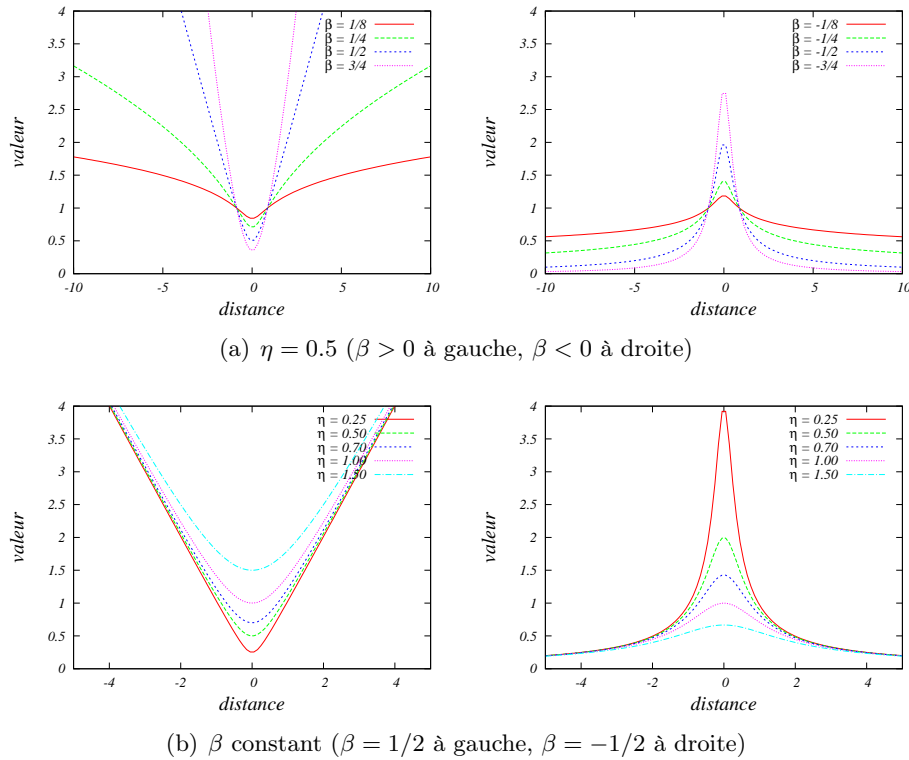 4
3.5
3
2.5
2
1.5
1
0.5
0
valeur
β = 1/8
β = 1/4
β = 1/2
β = 3/4
-10 -5 0 5 10
distance
4
3.5
3
2.5
2
1.5
1
0.5
0
valeur
β = -1/8
β = -1/4
β = -1/2
β = -3/4
-10 -5 0 5 10
distance
(a) η = 0.5 (β > 0 à gauche, β < 0 à droite)
4
3.5
3
2.5
2
1.5
1
0.5
0
valeur
η = 0.25
η = 0.50
η = 0.70
η = 1.00
η = 1.50
-4 -2 0 2 4
distance
4
3.5
3
2.5
2
1.5
1
0.5
0
valeur
η = 0.25
η = 0.50
η = 0.70
η = 1.00
η = 1.50
-4 -2 0 2 4
distance
(b) β constant (β = 1/2 à gauche, β = −1/2 à droite)